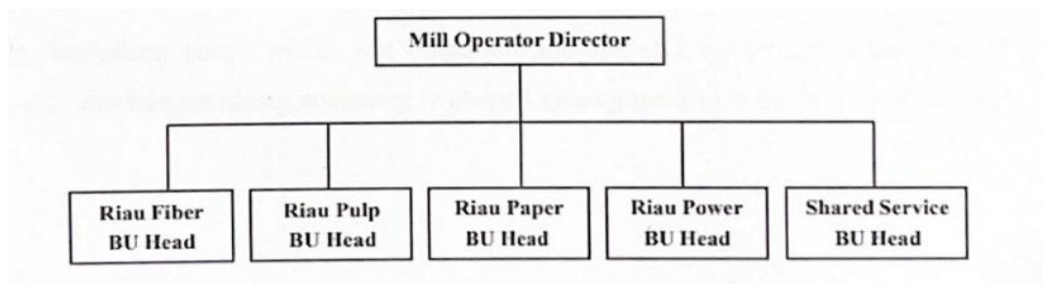 Mill Operator Director
Riau Fiber
BU Head
Riau Pulp
BU Head
Riau Paper
BU Head
Riau Power
BU Head
Shared Service
BU Head